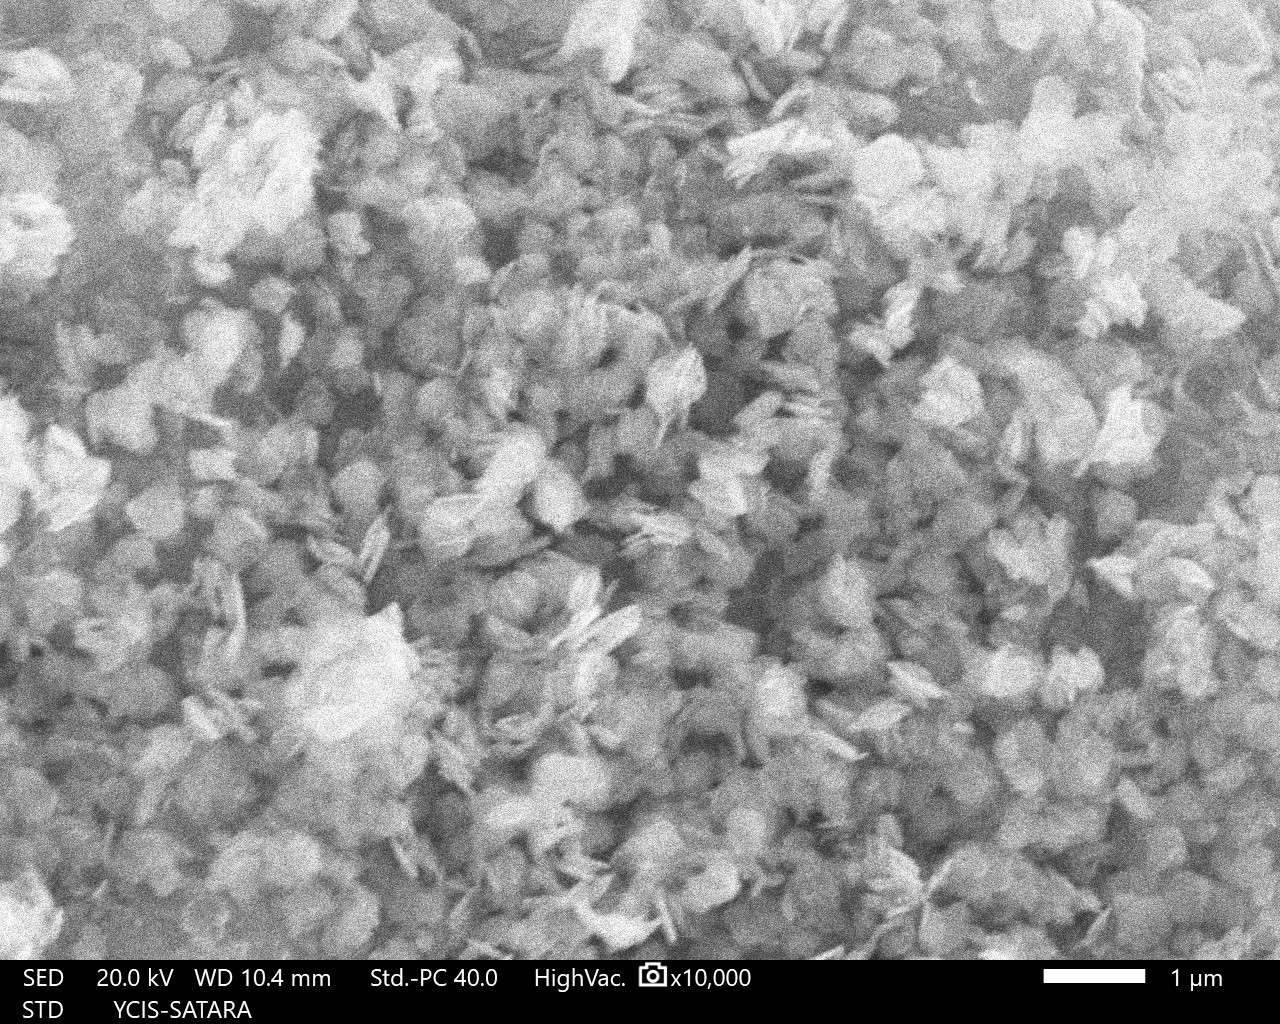 SED 20.0 kV WD 10.4 mm Std.-PC 40.0 HighVac. x10,000 1 µm
STD YCIS-SATARA